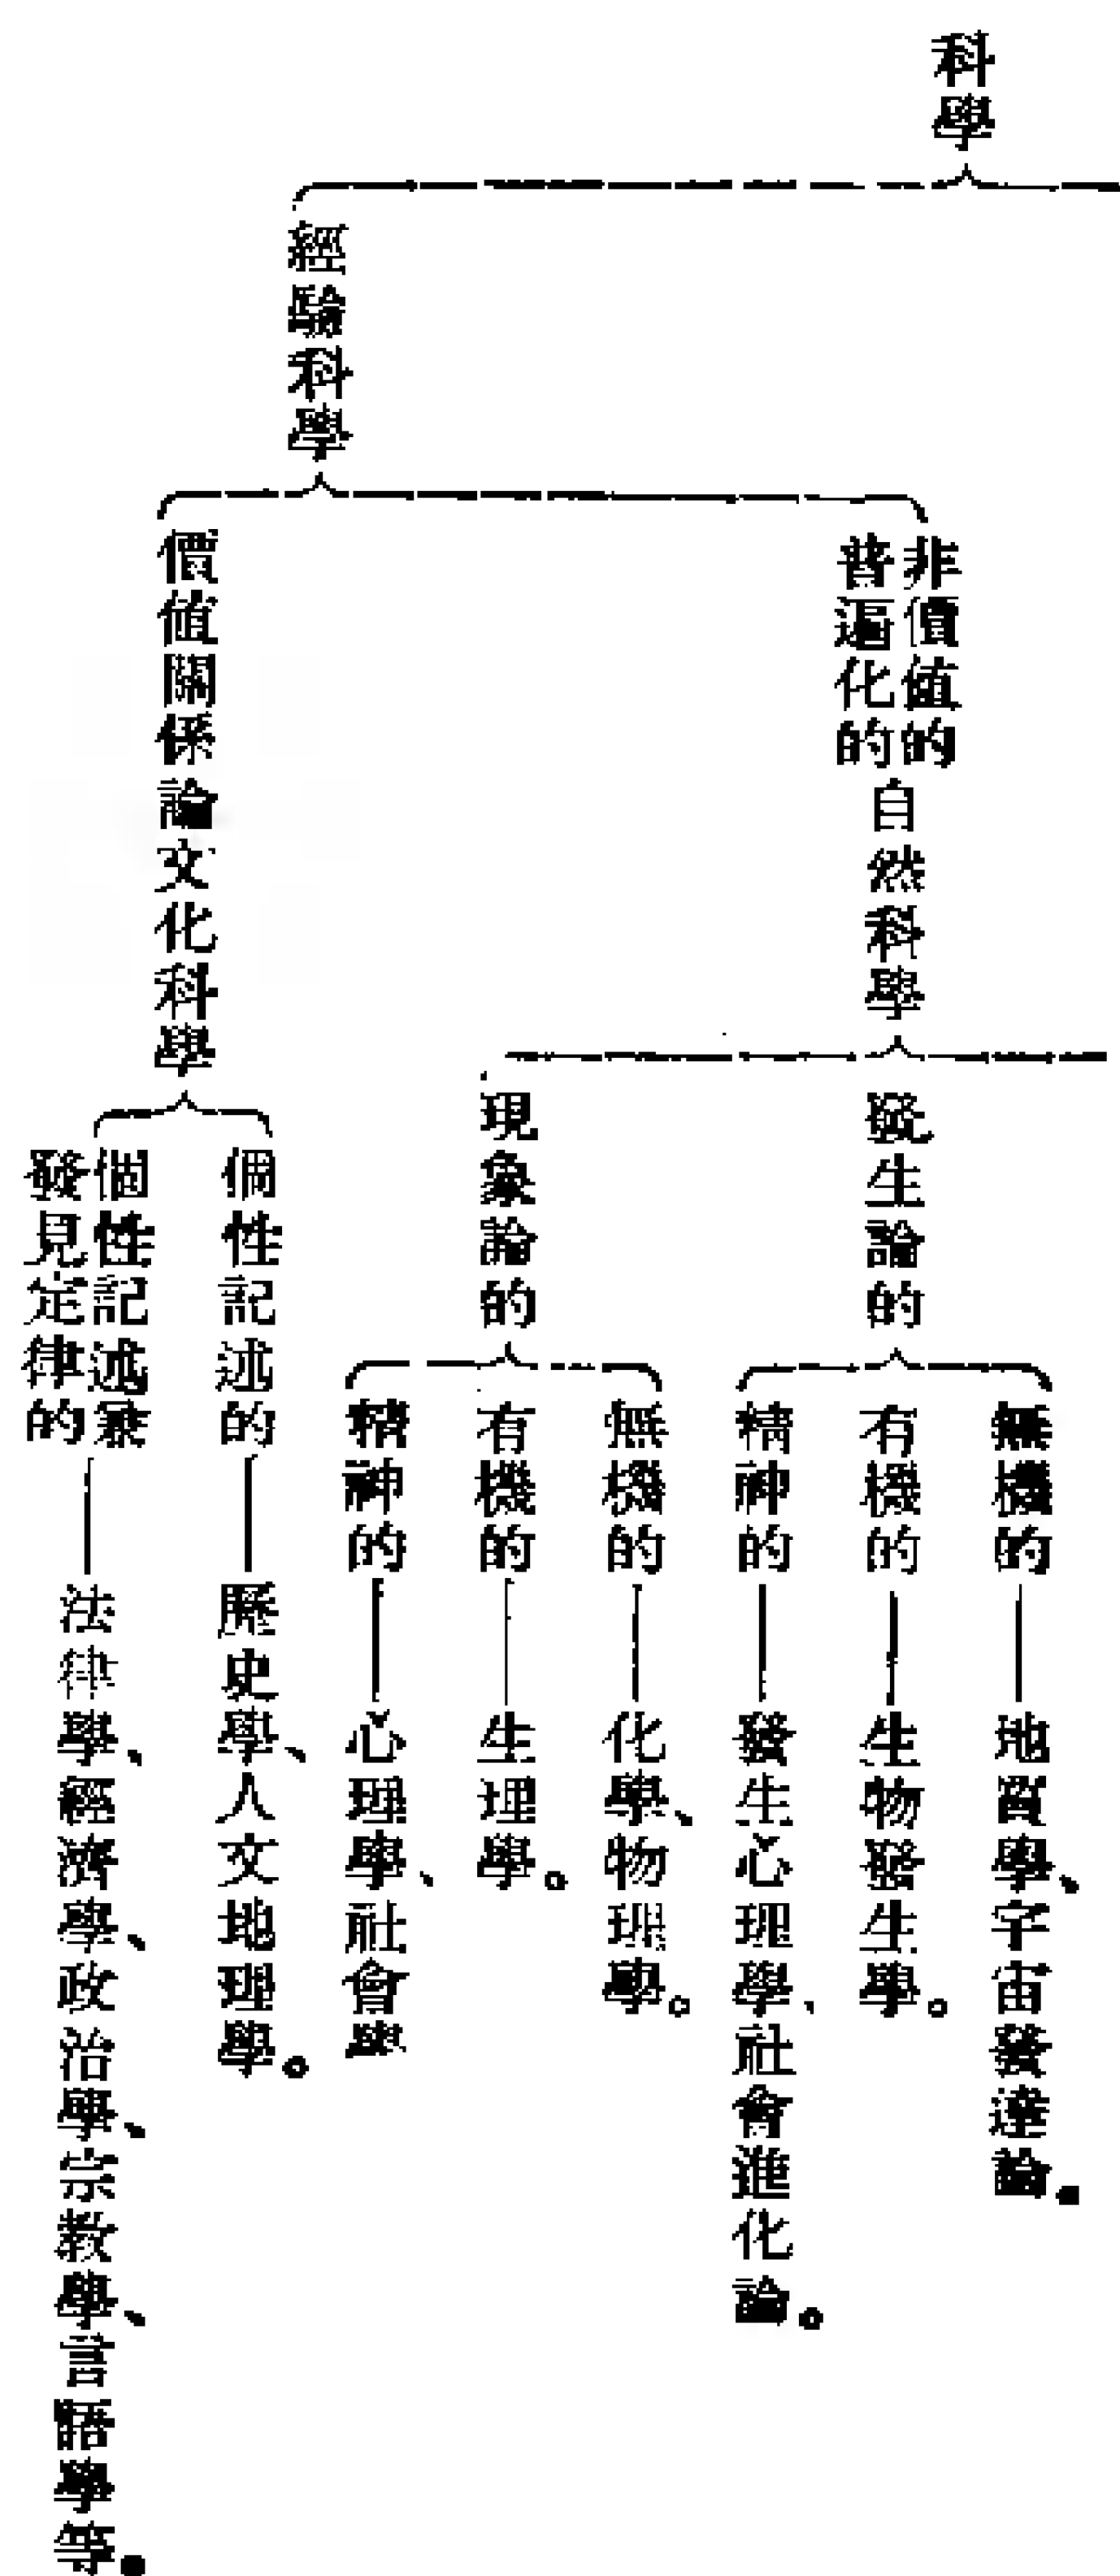 科學
經驗科學
非價值的
普遍化的
自然科學
價值關係論文化科學
發生論的
現象論的
個性記述的
個性記述兼
發見定律的
無機的
有機的
精神的
無機的
有機的
精神的
地質學、宇宙發達論。
生物發生學。
發生心理學、社會進化論。
化學、物理學。
生理學。
心理學、社會學
歷史學、人文地理學。
法律學、經濟學、政治學、宗教學、言語學等。